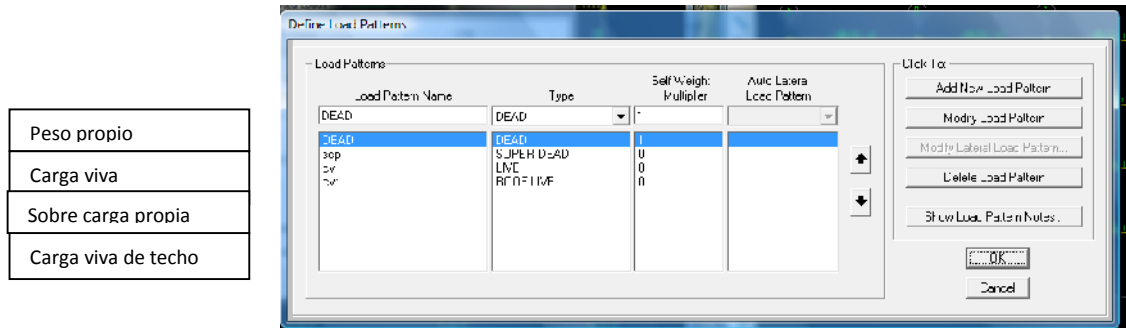 Define Load Patterns
Load Patterns
Click To:
Load Pattern Name
Type
Self Weight
Multiplier
Auto Lateral
Load Pattern
DEAD
DEAD
DEAD
DEAD
1
scp
SUPER DEAD
0
LIVE
0
ROOF LIVE
0
Add New Load Pattern
Modify Load Pattern
Modify Lateral Load Pattern...
Delete Load Pattern
Show Load Pattern Notes...
OK
Cancel
Peso propio
Carga viva
Sobre carga propia
Carga viva de techo